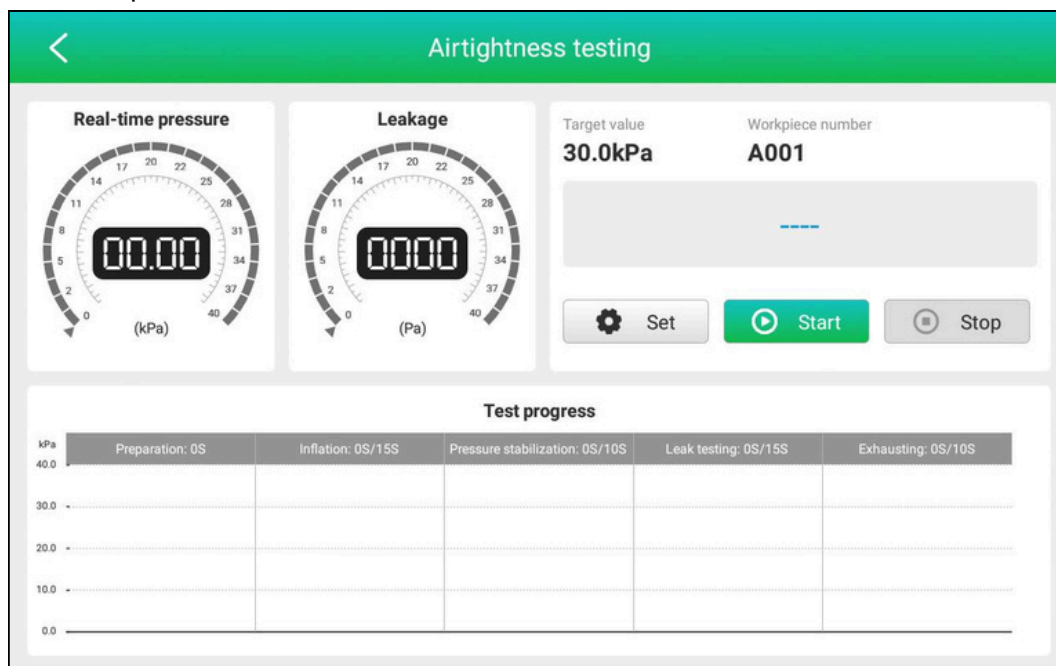 Airtightness testing
Real-time pressure
0
2
5
8
11
14
17
20
22
25
28
31
34
37
40
00.00
(kPa)
Leakage
0
2
5
8
11
14
17
20
22
25
28
31
34
37
40
0000
(Pa)
Target value
Workpiece number
30.0kPa
A001
----
Set
Start
Stop
Test progress
kPa
Preparation: 0S
Inflation: 0S/15S
Pressure stabilization: 0S/10S
Leak testing: 0S/15S
Exhausting: 0S/10S
40.0
30.0
20.0
10.0
0.0